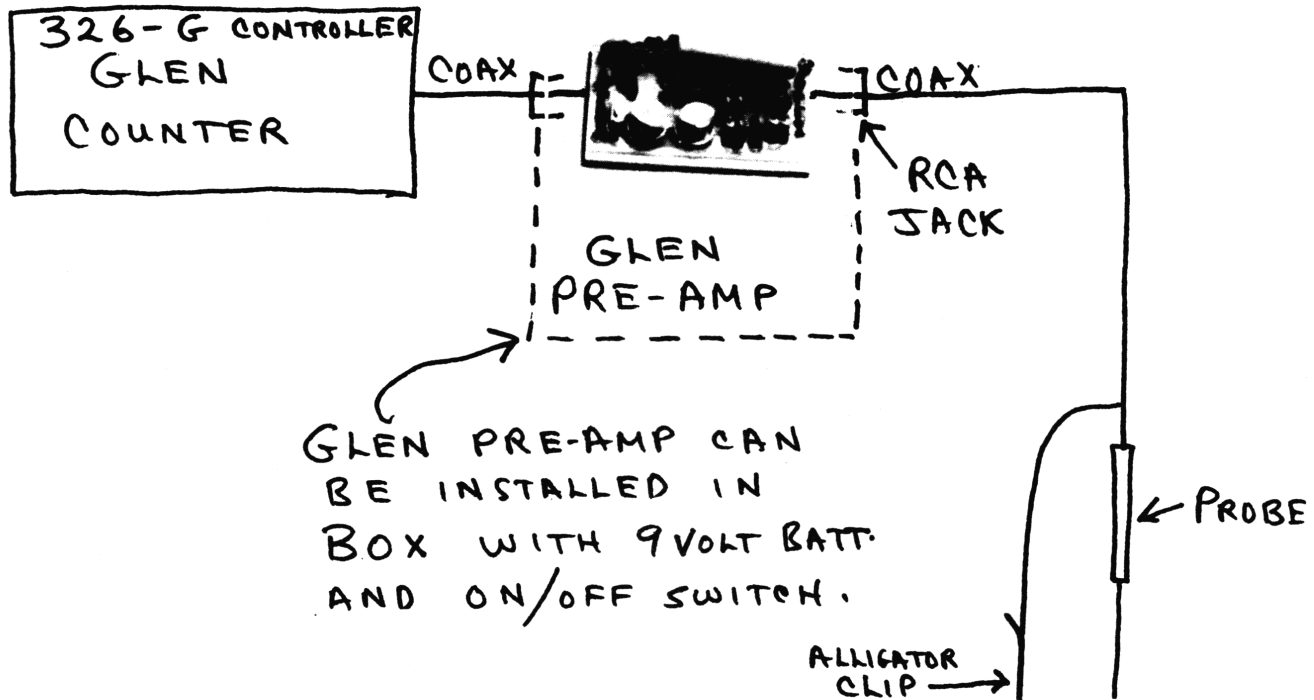 326-G CONTROLLER
GLEN
COUNTER
COAX
COAX
RCA
JACK
GLEN
PRE-AMP
GLEN PRE-AMP CAN
BE INSTALLED IN
BOX WITH 9 VOLT BATT.
AND ON/OFF SWITCH.
PROBE
ALLIGATOR
CLIP